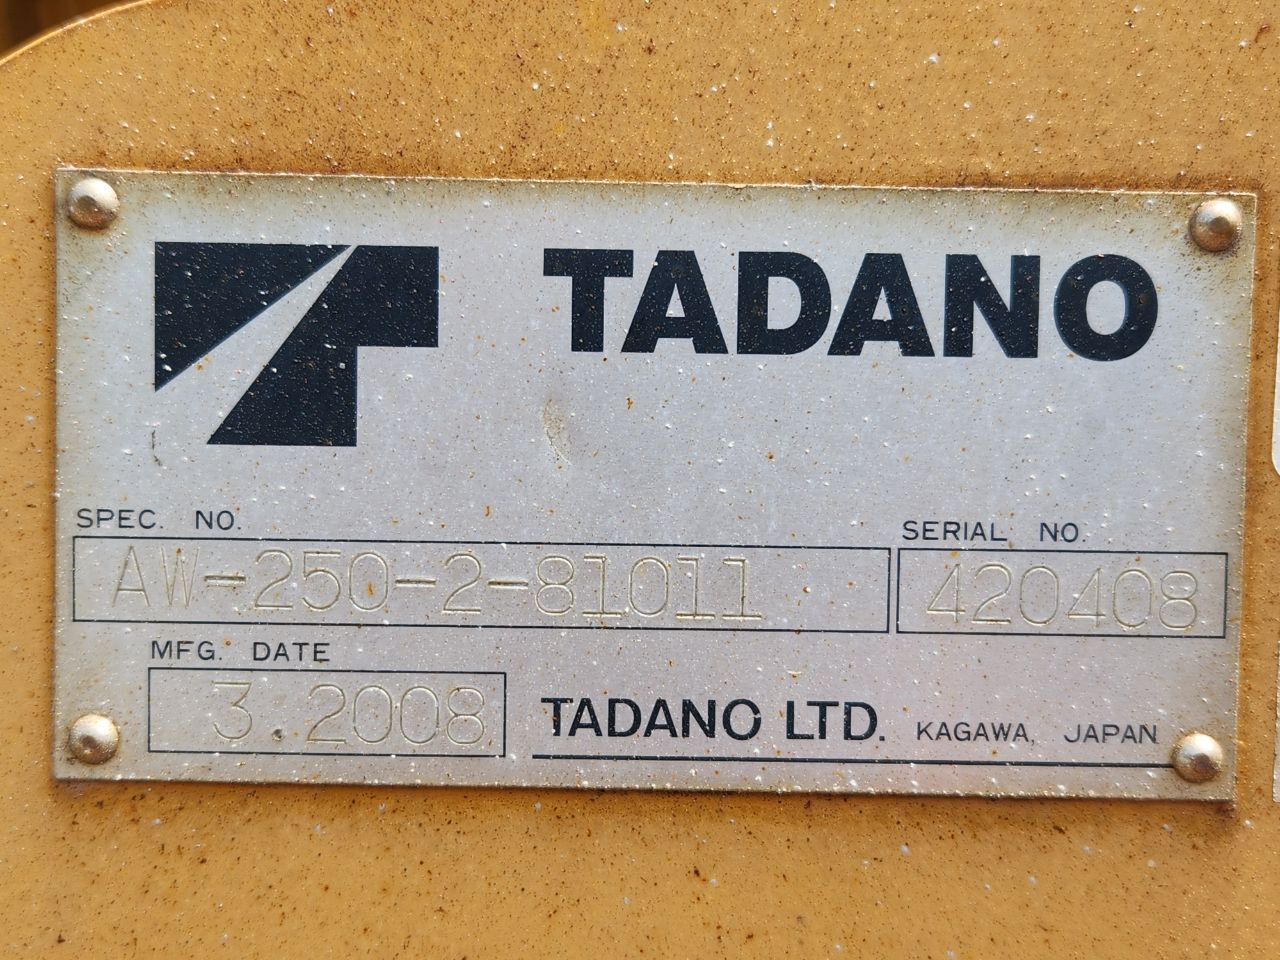 TADANO
SPEC. NO.
AW-250-2-81011
SERIAL NO.
420408
MFG. DATE
3.2008
TADANO LTD. KAGAWA, JAPAN